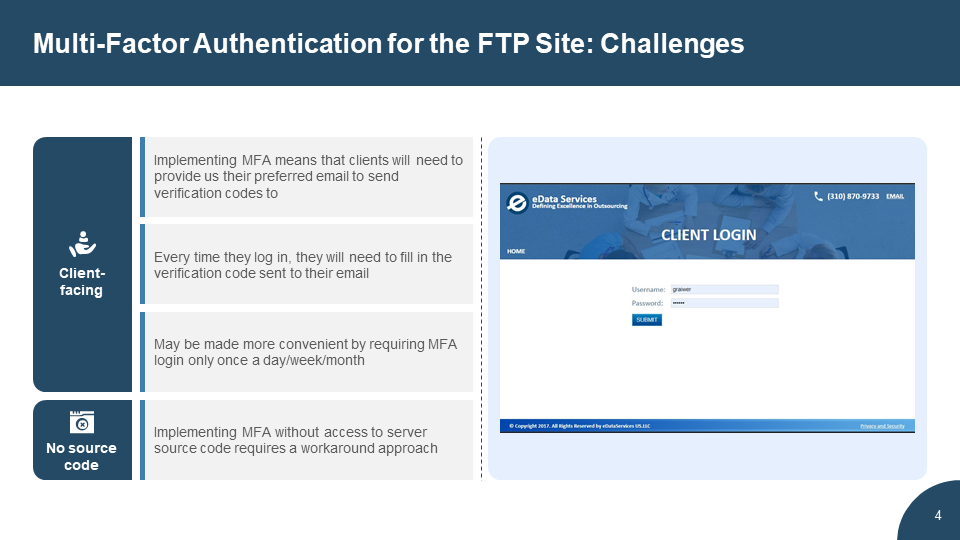 Multi-Factor Authentication for the FTP Site: Challenges
Client-
facing
Implementing MFA means that clients will need to
provide us their preferred email to send
verification codes to
Every time they log in, they will need to fill in the
verification code sent to their email
May be made more convenient by requiring MFA
login only once a day/week/month
No source
code
Implementing MFA without access to server
source code requires a workaround approach
eData Services
Defining Excellence in Outsourcing
(310) 870-9733 EMAIL
CLIENT LOGIN
HOME
Username: graiwer
Password: ••••••
SUBMIT
© Copyright 2017. All Rights Reserved by eDataServices US.LLC
Privacy and Security
4